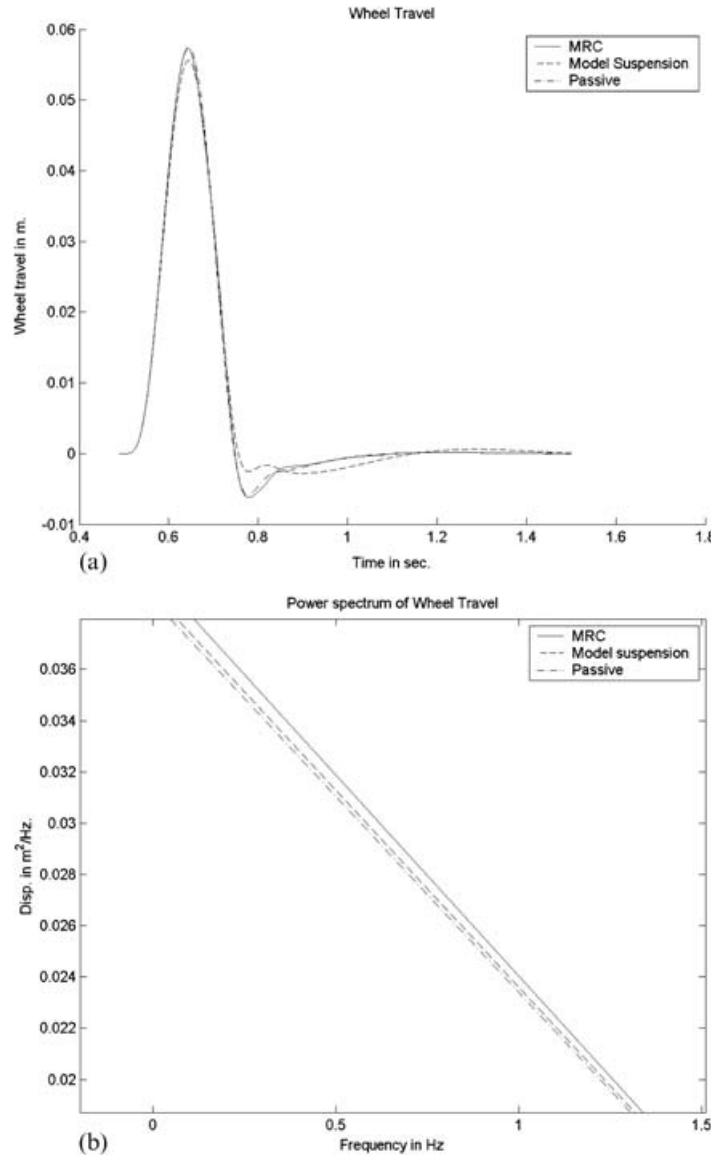 Wheel Travel
0.06
0.05
0.04
0.03
0.02
0.01
0
-0.01
Wheel travel in m.
MRC
Model Suspension
Passive
0.4
0.6
0.8
1
1.2
1.4
1.6
1.8
(a)
Time in sec.
Power spectrum of Wheel Travel
0.036
0.034
0.032
0.03
0.028
0.026
0.024
0.022
0.02
Disp. in m²/Hz.
MRC
Model suspension
Passive
0
0.5
1
1.5
(b)
Frequency in Hz